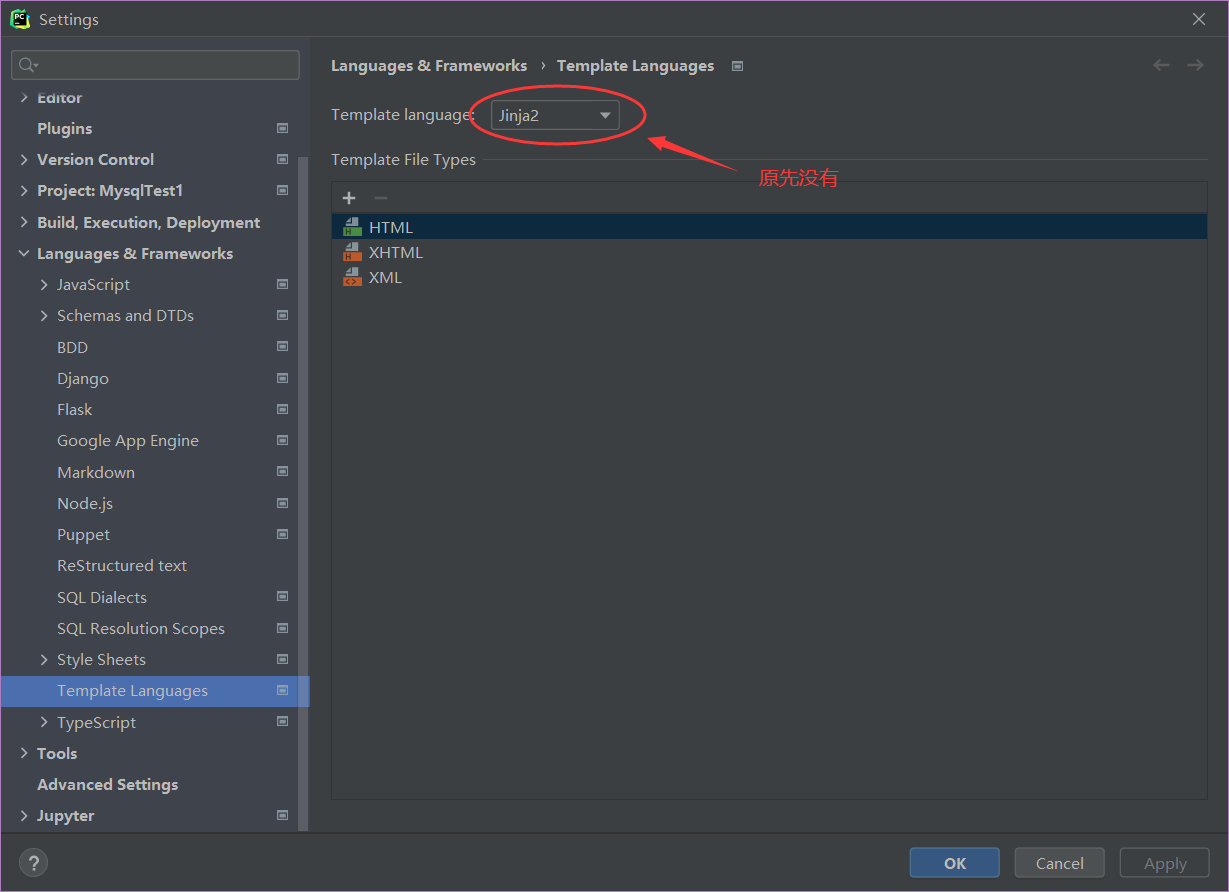 Settings
Editor
Plugins
Version Control
Project: MysqlTest1
Build, Execution, Deployment
Languages & Frameworks
JavaScript
Schemas and DTDs
BDD
Django
Flask
Google App Engine
Markdown
Node.js
Puppet
ReStructured text
SQL Dialects
SQL Resolution Scopes
Style Sheets
Template Languages
TypeScript
Tools
Advanced Settings
Jupyter
Languages & Frameworks › Template Languages
Template language: Jinja2
原先没有
Template File Types
HTML
XHTML
XML
?
OK Cancel Apply